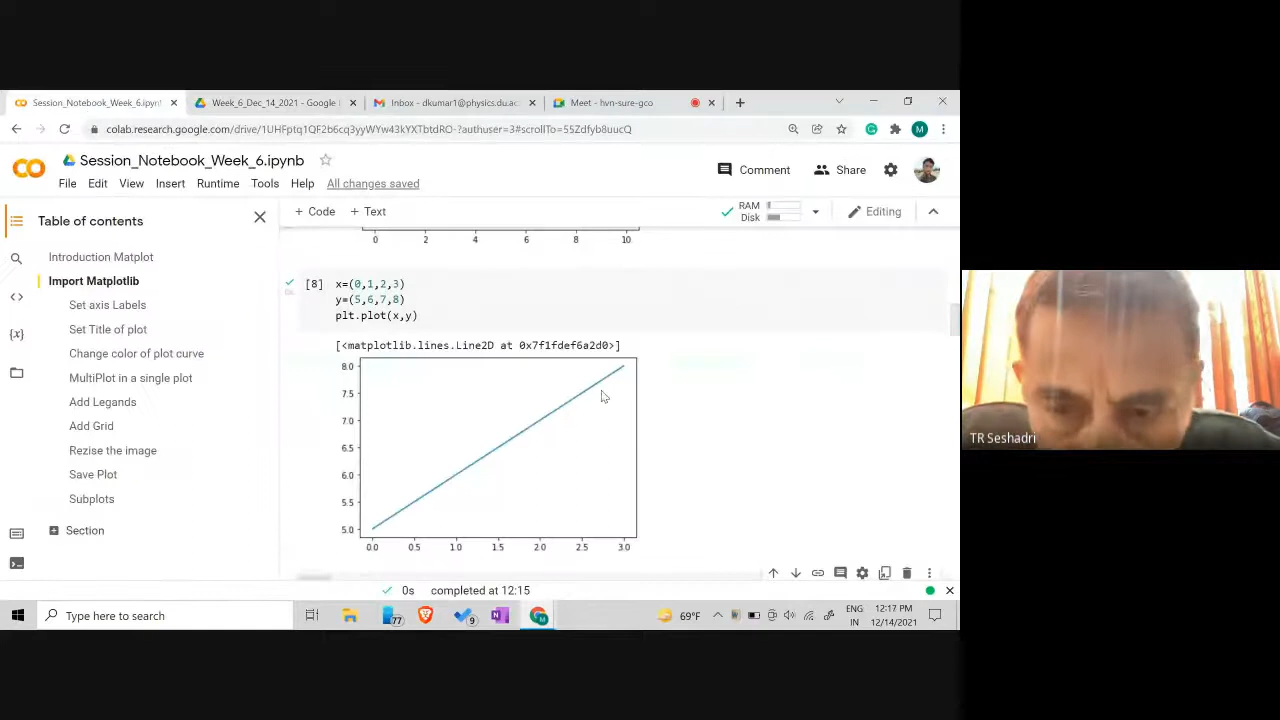 Session_Notebook_Week_6.ipynb
Week_6_Dec_14_2021 - Google
Inbox - dkumar1@physics.du.ac
Meet - hvn-sure-gco
colab.research.google.com/drive/1UHFptq1QF2b6cq3yyWYw43kYXTbtdRO-?authuser=3#scrollTo=55Zdfyb8uucQ
M
Session_Notebook_Week_6.ipynb
Comment
Share
File Edit View Insert Runtime Tools Help All changes saved
Table of contents
+ Code + Text
RAM
Disk
Editing
Introduction Matplot
Import Matplotlib
Set axis Labels
Set Title of plot
Change color of plot curve
MultiPlot in a single plot
Add Legands
Add Grid
Rezise the image
Save Plot
Subplots
Section
0 2 4 6 8 10
[8] x=(0,1,2,3)
y=(5,6,7,8)
plt.plot(x,y)
[<matplotlib.lines.Line2D at 0x7f1fdef6a2d0>]
8.0
7.5
7.0
6.5
6.0
5.5
5.0
0.0 0.5 1.0 1.5 2.0 2.5 3.0
0s completed at 12:15
TR Seshadri
Type here to search
77
9
69°F
ENG
IN
12:17 PM
12/14/2021